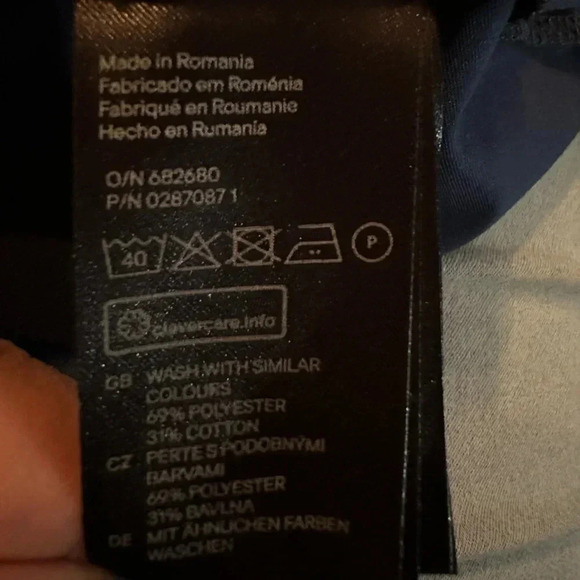 Made in Romania
Fabricado em Roménia
Fabriqué en Roumanie
Hecho en Rumanía
O/N 682680
P/N 02870871
40 P
clevercare.info
GB WASH WITH SIMILAR
COLOURS
69% POLYESTER
31% COTTON
CZ PERTE S PODOBNÝMI
BARVAMI
69% POLYESTER
31% BAVLNA
DE MIT ÄHNLICHEN FARBEN
WASCHEN